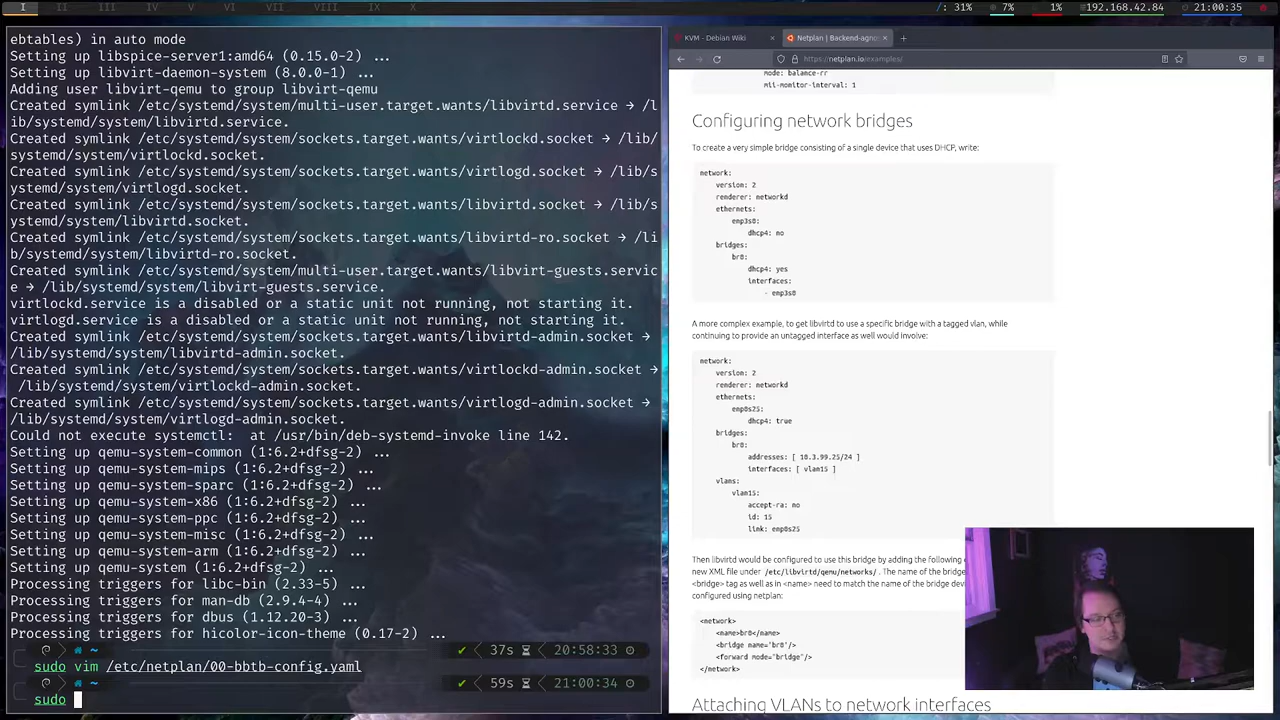 I II III IV V VI VII VIII IX X
/: 31% 7% 1% 192.168.42.84 21:00:35
ebtables) in auto mode
Setting up libspice-server1:amd64 (0.15.0-2) ...
Setting up libvirt-daemon-system (8.0.0-1) ...
Adding user libvirt-qemu to group libvirt-qemu
Created symlink /etc/systemd/system/multi-user.target.wants/libvirtd.service → /l
ib/systemd/system/libvirtd.service.
Created symlink /etc/systemd/system/sockets.target.wants/virtlockd.socket → /lib/
systemd/system/virtlockd.socket.
Created symlink /etc/systemd/system/sockets.target.wants/virtlogd.socket → /lib/s
ystemd/system/virtlogd.socket.
Created symlink /etc/systemd/system/sockets.target.wants/libvirtd.socket → /lib/s
ystemd/system/libvirtd.socket.
Created symlink /etc/systemd/system/sockets.target.wants/libvirtd-ro.socket → /li
b/systemd/system/libvirtd-ro.socket.
Created symlink /etc/systemd/system/multi-user.target.wants/libvirt-guests.servic
e → /lib/systemd/system/libvirt-guests.service.
virtlockd.service is a disabled or a static unit not running, not starting it.
virtlogd.service is a disabled or a static unit not running, not starting it.
Created symlink /etc/systemd/system/sockets.target.wants/libvirtd-admin.socket →
/lib/systemd/system/libvirtd-admin.socket.
Created symlink /etc/systemd/system/sockets.target.wants/virtlockd-admin.socket →
/lib/systemd/system/virtlockd-admin.socket.
Created symlink /etc/systemd/system/sockets.target.wants/virtlogd-admin.socket →
/lib/systemd/system/virtlogd-admin.socket.
Could not execute systemctl:  at /usr/bin/deb-systemd-invoke line 142.
Setting up qemu-system-common (1:6.2+dfsg-2) ...
Setting up qemu-system-mips (1:6.2+dfsg-2) ...
Setting up qemu-system-sparc (1:6.2+dfsg-2) ...
Setting up qemu-system-x86 (1:6.2+dfsg-2) ...
Setting up qemu-system-ppc (1:6.2+dfsg-2) ...
Setting up qemu-system-misc (1:6.2+dfsg-2) ...
Setting up qemu-system-arm (1:6.2+dfsg-2) ...
Setting up qemu-system (1:6.2+dfsg-2) ...
Processing triggers for libc-bin (2.33-5) ...
Processing triggers for man-db (2.9.4-4) ...
Processing triggers for dbus (1.12.20-3) ...
Processing triggers for hicolor-icon-theme (0.17-2) ...
~ ✔ 37s 20:58:33
sudo vim /etc/netplan/00-bbtb-config.yaml
~ ✔ 59s 21:00:34
sudo
KVM - Debian Wiki
Netplan | Backend-agno
https://netplan.io/examples/
mode: balance-rr
mii-monitor-interval: 1
Configuring network bridges
To create a very simple bridge consisting of a single device that uses DHCP, write:
network:
version: 2
renderer: networkd
ethernets:
enp3s0:
dhcp4: no
bridges:
br0:
dhcp4: yes
interfaces:
- enp3s0
A more complex example, to get libvirtd to use a specific bridge with a tagged vlan, while
continuing to provide an untagged interface as well would involve:
network:
version: 2
renderer: networkd
ethernets:
enp0s25:
dhcp4: true
bridges:
br0:
addresses: [ 10.3.99.25/24 ]
interfaces: [ vlan15 ]
vlans:
vlan15:
accept-ra: no
id: 15
link: enp0s25
Then libvirtd would be configured to use this bridge by adding the following
new XML file under /etc/libvirtd/qemu/networks/. The name of the bridge
<bridge> tag as well as in <name> need to match the name of the bridge dev
configured using netplan:
<network>
<name>br0</name>
<bridge name='br0'/>
<forward mode="bridge"/>
</network>
Attaching VLANs to network interfaces